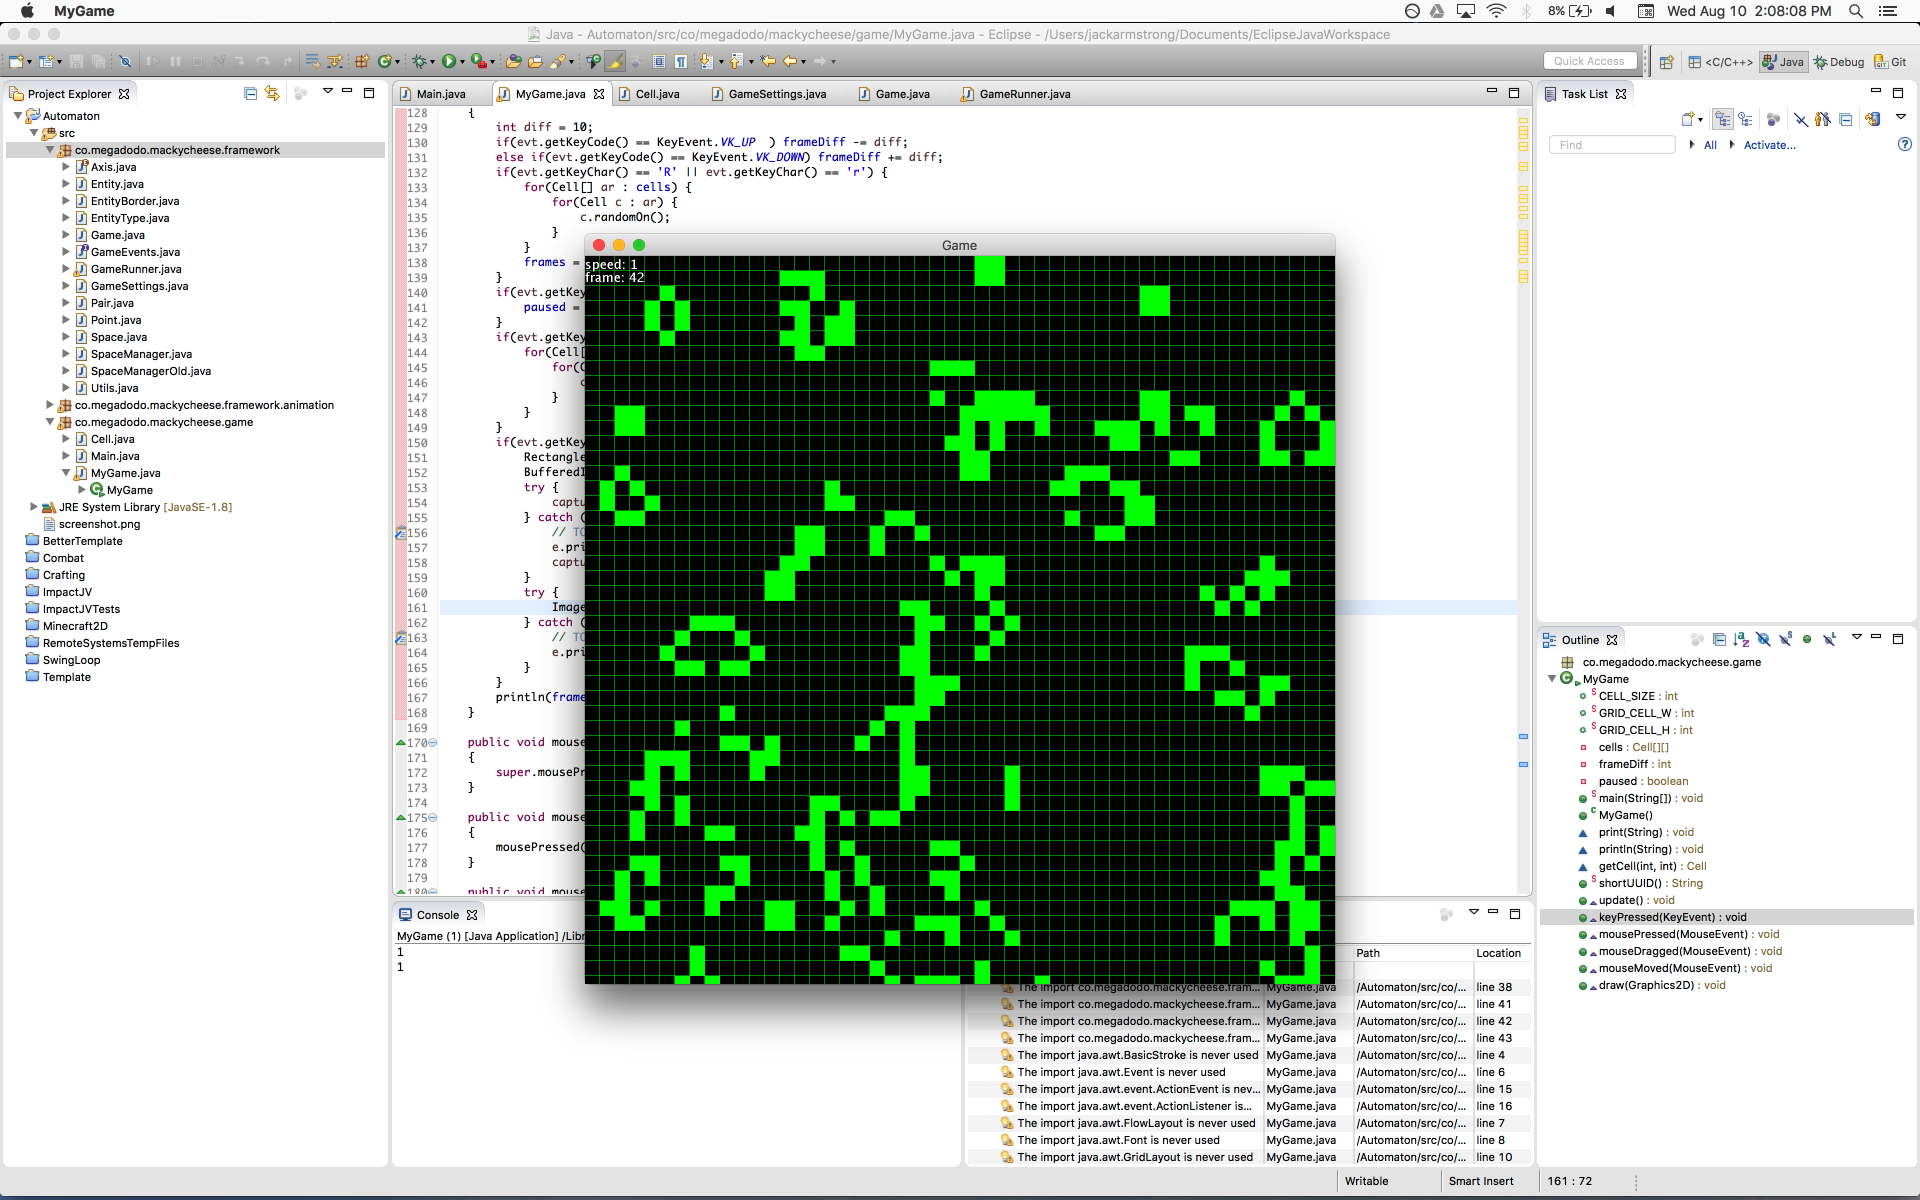 MyGame
8%
Wed Aug 10 2:08:08 PM
Java - Automaton/src/co/megadodo/mackycheese/game/MyGame.java - Eclipse - /Users/jackarmstrong/Documents/EclipseJavaWorkspace
Quick Access
<C/C++>
Java
Debug
Git
Project Explorer
Automaton
src
co.megadodo.mackycheese.framework
Axis.java
Entity.java
EntityBorder.java
EntityType.java
Game.java
GameEvents.java
GameRunner.java
GameSettings.java
Pair.java
Point.java
Space.java
SpaceManager.java
SpaceManagerOld.java
Utils.java
co.megadodo.mackycheese.framework.animation
co.megadodo.mackycheese.game
Cell.java
Main.java
MyGame.java
MyGame
JRE System Library [JavaSE-1.8]
screenshot.png
BetterTemplate
Combat
Crafting
ImpactJV
ImpactJVTests
Minecraft2D
RemoteSystemsTempFiles
SwingLoop
Template
Main.java
MyGame.java
Cell.java
GameSettings.java
Game.java
GameRunner.java
128 {
129 int diff = 10;
130 if(evt.getKeyCode() == KeyEvent.VK_UP ) frameDiff -= diff;
131 else if(evt.getKeyCode() == KeyEvent.VK_DOWN) frameDiff += diff;
132 if(evt.getKeyChar() == 'R' || evt.getKeyChar() == 'r') {
133 for(Cell[] ar : cells) {
134 for(Cell c : ar) {
135 c.randomOn();
136 }
137 }
138 frames =
139 }
140 if(evt.getKey
141 paused =
142 }
143 if(evt.getKey
144 for(Cell[
145 for(C
146 c
147 }
148 }
149 }
150 if(evt.getKey
151 Rectangle
152 BufferedI
153 try {
154 captu
155 } catch (
156 // TO
157 e.pri
158 captu
159 }
160 try {
161 Image
162 } catch (
163 // TO
164 e.pri
165 }
166 }
167 println(frame
168 }
169
170 public void mouse
171 {
172 super.mousePr
173 }
174
175 public void mouse
176 {
177 mousePressed(
178 }
179
180 public void mouse
Game
speed: 1
frame: 42
Console
MyGame (1) [Java Application] /Libr
1
1
Path
Location
The import co.megadodo.mackycheese.fram... MyGame.java /Automaton/src/co/... line 38
The import co.megadodo.mackycheese.fram... MyGame.java /Automaton/src/co/... line 41
The import co.megadodo.mackycheese.fram... MyGame.java /Automaton/src/co/... line 42
The import co.megadodo.mackycheese.fram... MyGame.java /Automaton/src/co/... line 43
The import java.awt.BasicStroke is never used MyGame.java /Automaton/src/co/... line 4
The import java.awt.Event is never used MyGame.java /Automaton/src/co/... line 6
The import java.awt.event.ActionEvent is nev... MyGame.java /Automaton/src/co/... line 15
The import java.awt.event.ActionListener is... MyGame.java /Automaton/src/co/... line 16
The import java.awt.FlowLayout is never used MyGame.java /Automaton/src/co/... line 7
The import java.awt.Font is never used MyGame.java /Automaton/src/co/... line 8
The import java.awt.GridLayout is never used MyGame.java /Automaton/src/co/... line 10
Task List
Find
All
Activate...
Outline
co.megadodo.mackycheese.game
MyGame
CELL_SIZE : int
GRID_CELL_W : int
GRID_CELL_H : int
cells : Cell[][]
frameDiff : int
paused : boolean
main(String[]) : void
MyGame()
print(String) : void
println(String) : void
getCell(int, int) : Cell
shortUUID() : String
update() : void
keyPressed(KeyEvent) : void
mousePressed(MouseEvent) : void
mouseDragged(MouseEvent) : void
mouseMoved(MouseEvent) : void
draw(Graphics2D) : void
Writable
Smart Insert
161 : 72